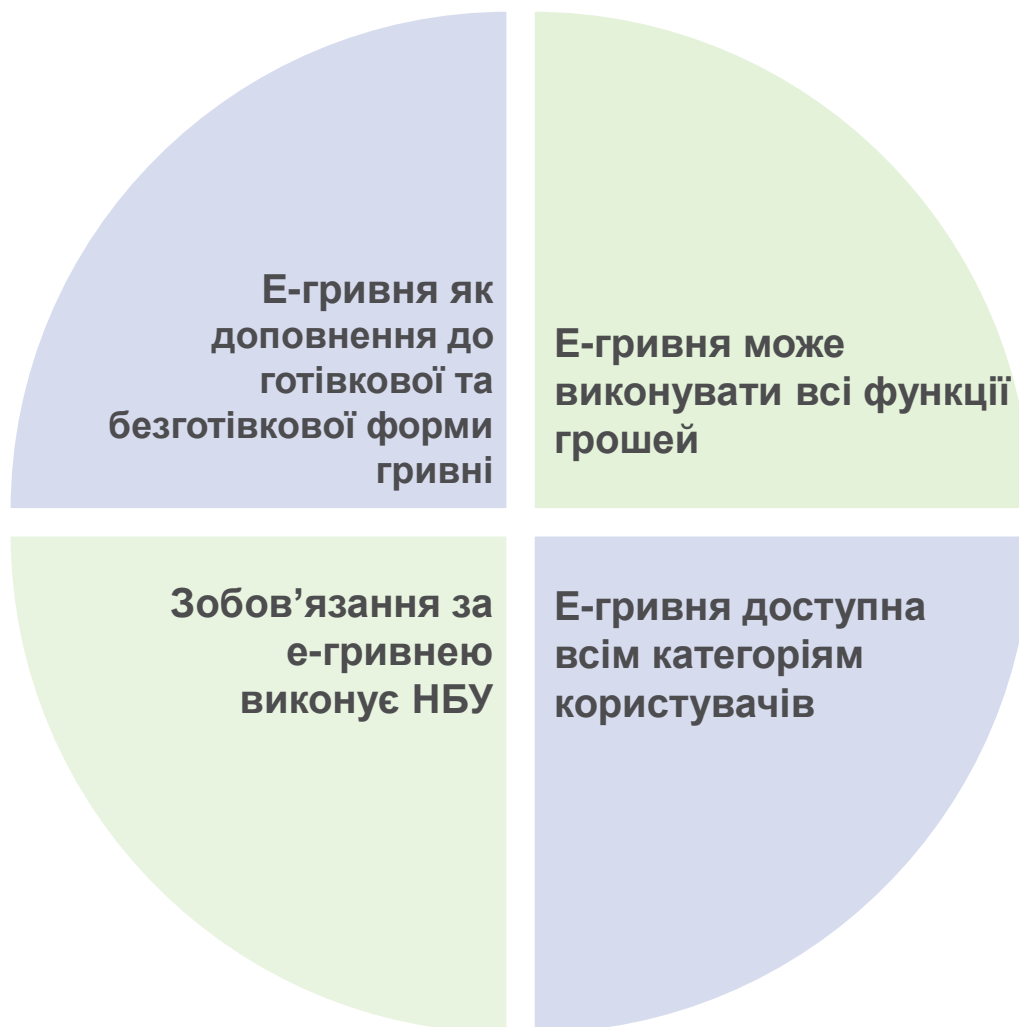 Е-гривня як
доповнення до
готівкової та
безготівкової форми
гривні
Е-гривня може
виконувати всі функції
грошей
Зобов’язання за
е-гривнею
виконує НБУ
Е-гривня доступна
всім категоріям
користувачів